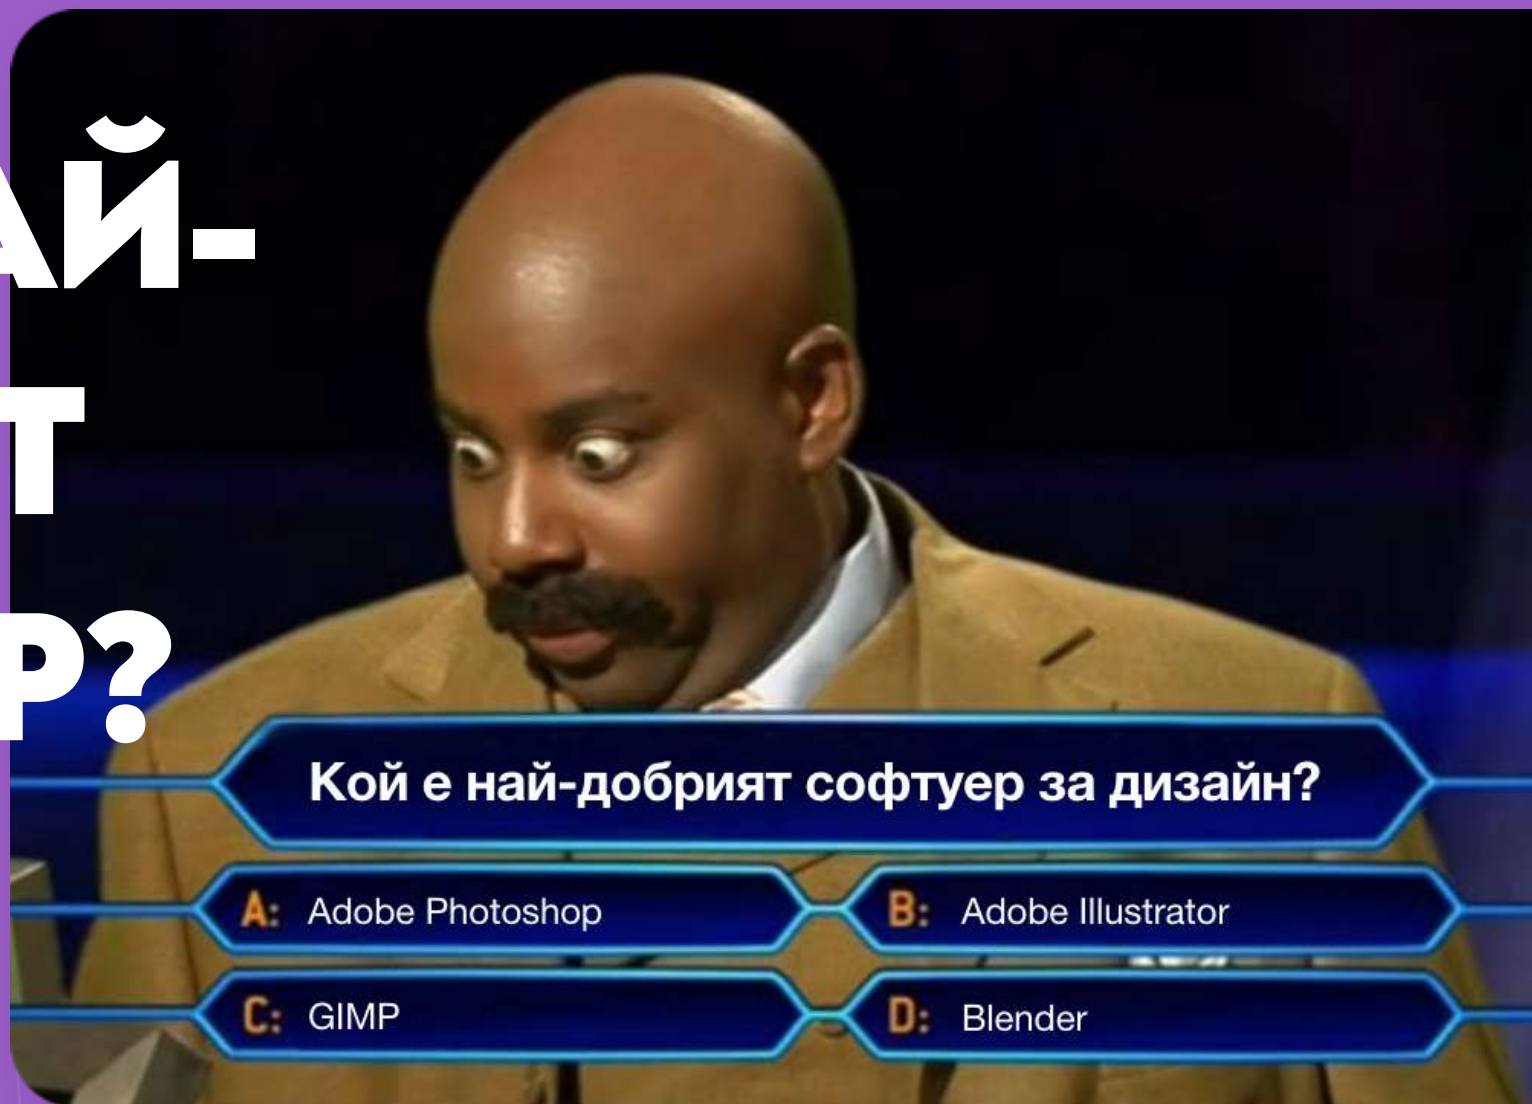 АЙ-
Т
Р?
Кой е най-добрият софтуер за дизайн?
A: Adobe Photoshop
B: Adobe Illustrator
C: GIMP
D: Blender